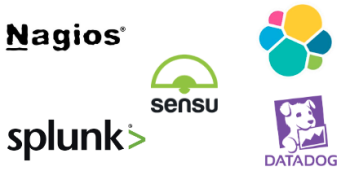 Nagios®
sensu
splunk>
DATADOG